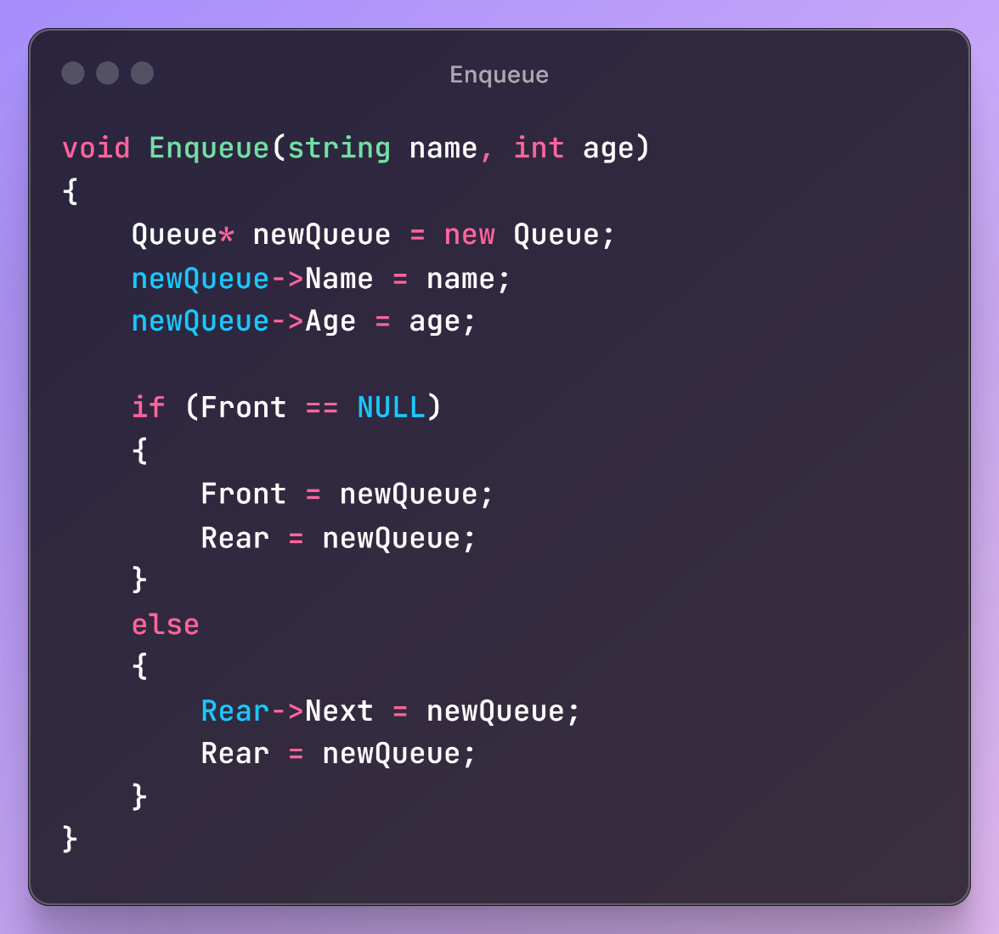 Enqueue
void Enqueue(string name, int age)
{
    Queue* newQueue = new Queue;
    newQueue->Name = name;
    newQueue->Age = age;

    if (Front == NULL)
    {
        Front = newQueue;
        Rear = newQueue;
    }
    else
    {
        Rear->Next = newQueue;
        Rear = newQueue;
    }
}